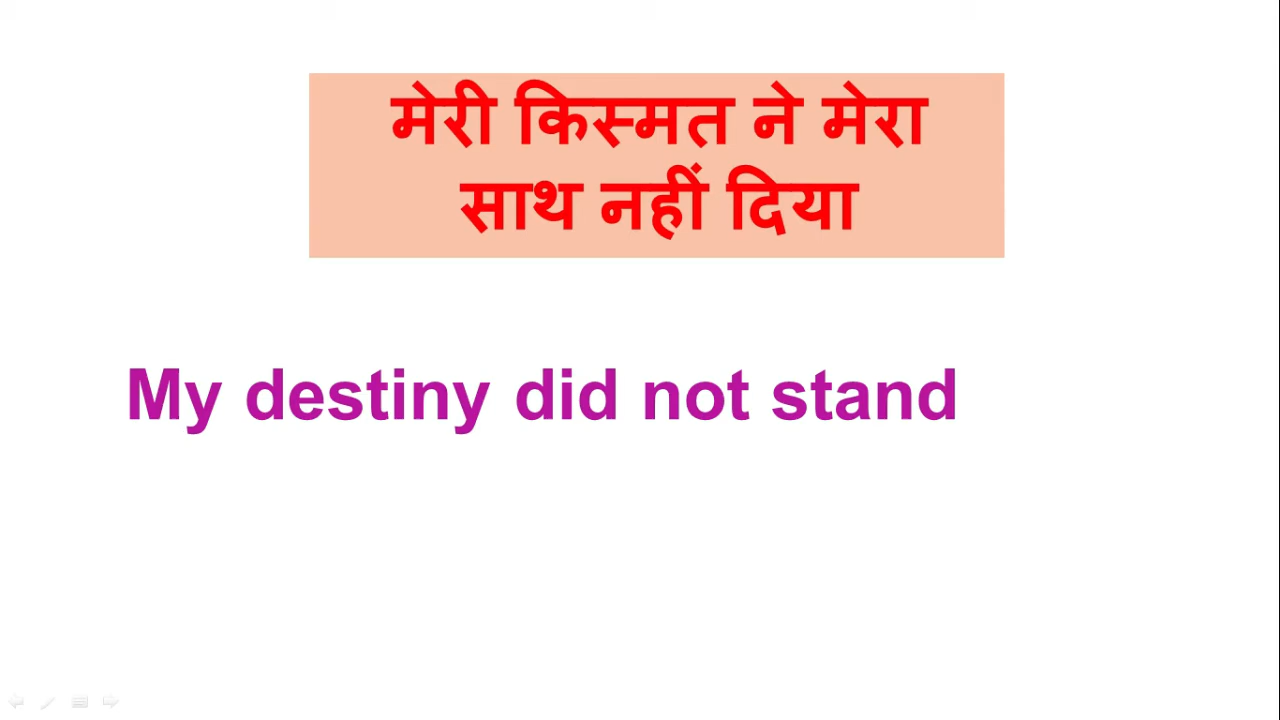 मेरी किस्मत ने मेरा
साथ नहीं दिया
My destiny did not stand